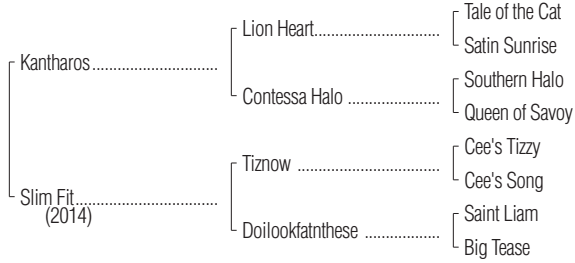 Tale of the Cat
Lion Heart
Satin Sunrise
Kantharos
Southern Halo
Contessa Halo
Queen of Savoy
Cee's Tizzy
Tiznow
Cee's Song
Slim Fit
(2014)
Saint Liam
Doilookfatnthese
Big Tease